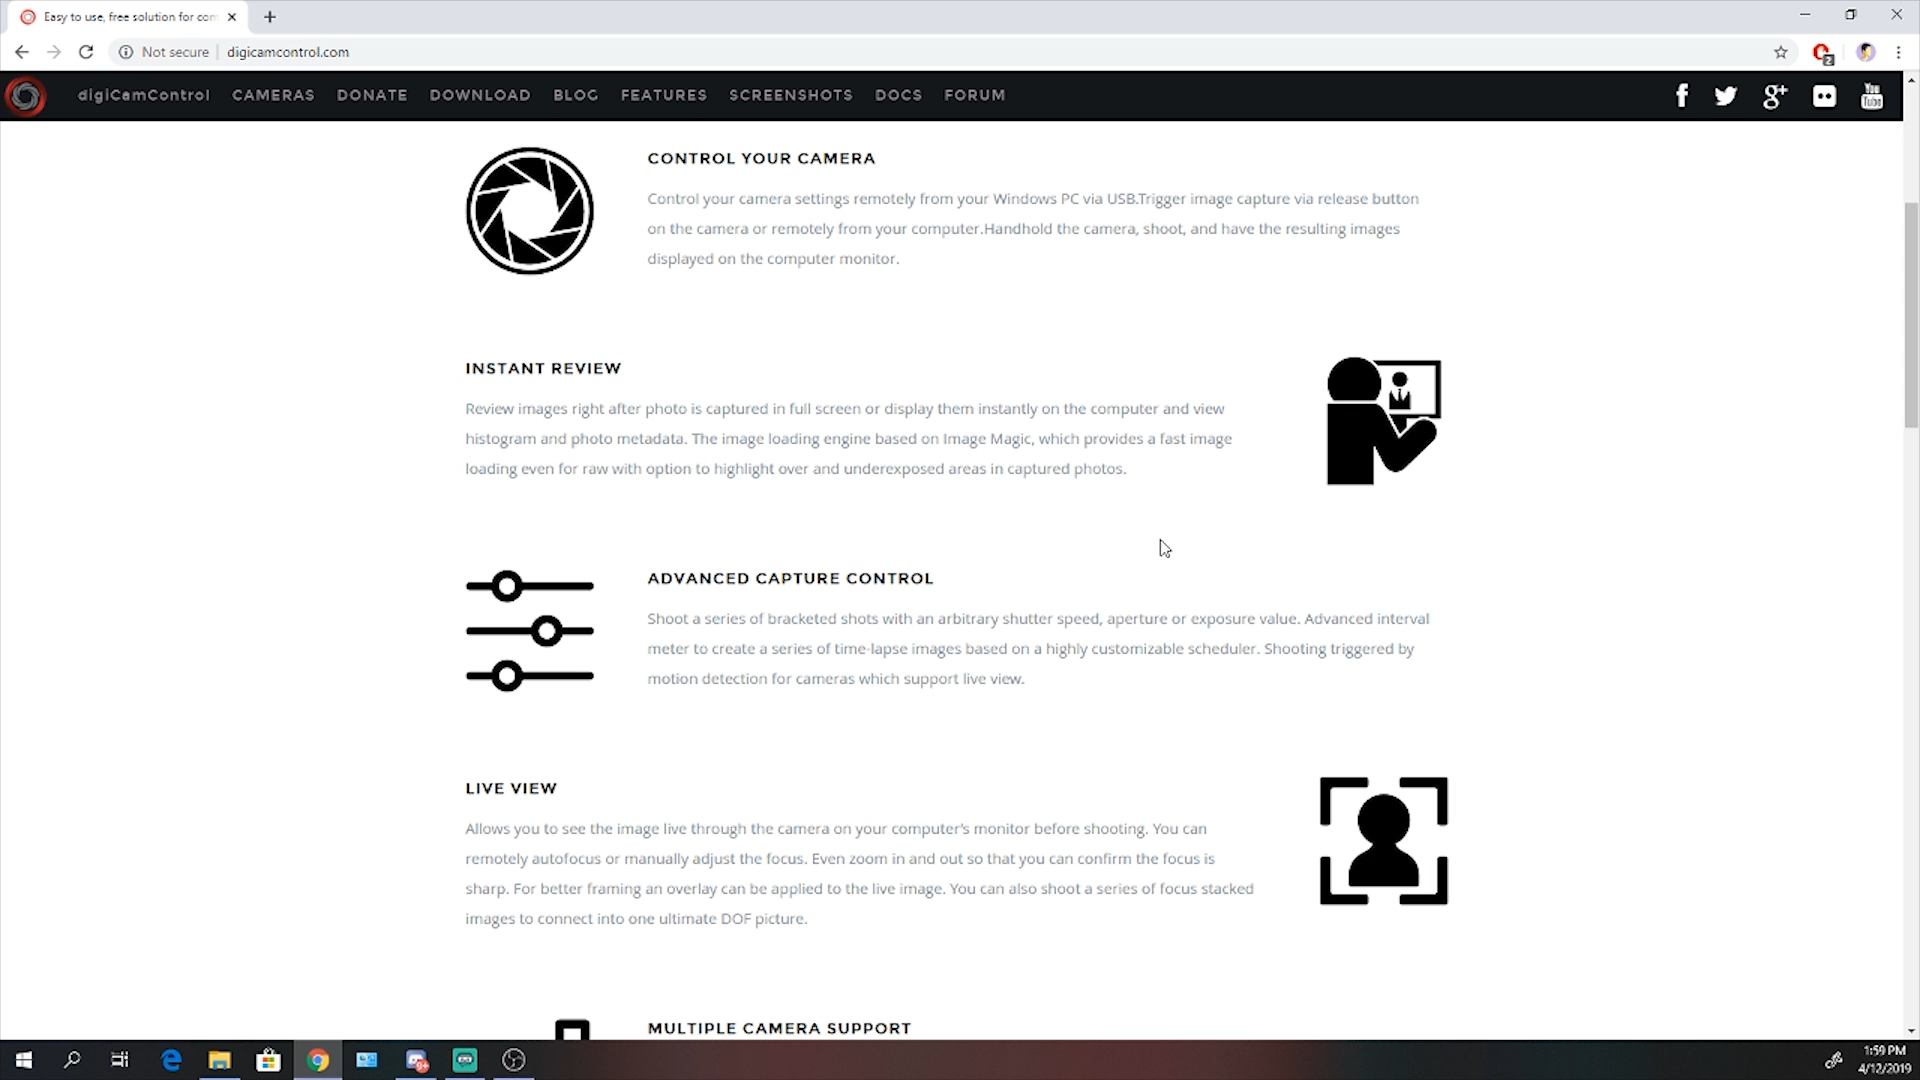 Easy to use, free solution for con
Not secure
digicamcontrol.com
2
digiCamControl
CAMERAS
DONATE
DOWNLOAD
BLOG
FEATURES
SCREENSHOTS
DOCS
FORUM
f
g+
You
Tube
CONTROL YOUR CAMERA
Control your camera settings remotely from your Windows PC via USB.Trigger image capture via release button
on the camera or remotely from your computer.Handhold the camera, shoot, and have the resulting images
displayed on the computer monitor.
INSTANT REVIEW
Review images right after photo is captured in full screen or display them instantly on the computer and view
histogram and photo metadata. The image loading engine based on Image Magic, which provides a fast image
loading even for raw with option to highlight over and underexposed areas in captured photos.
ADVANCED CAPTURE CONTROL
Shoot a series of bracketed shots with an arbitrary shutter speed, aperture or exposure value. Advanced interval
meter to create a series of time-lapse images based on a highly customizable scheduler. Shooting triggered by
motion detection for cameras which support live view.
LIVE VIEW
Allows you to see the image live through the camera on your computer's monitor before shooting. You can
remotely autofocus or manually adjust the focus. Even zoom in and out so that you can confirm the focus is
sharp. For better framing an overlay can be applied to the live image. You can also shoot a series of focus stacked
images to connect into one ultimate DOF picture.
MULTIPLE CAMERA SUPPORT
9+
1:59 PM
4/12/2019